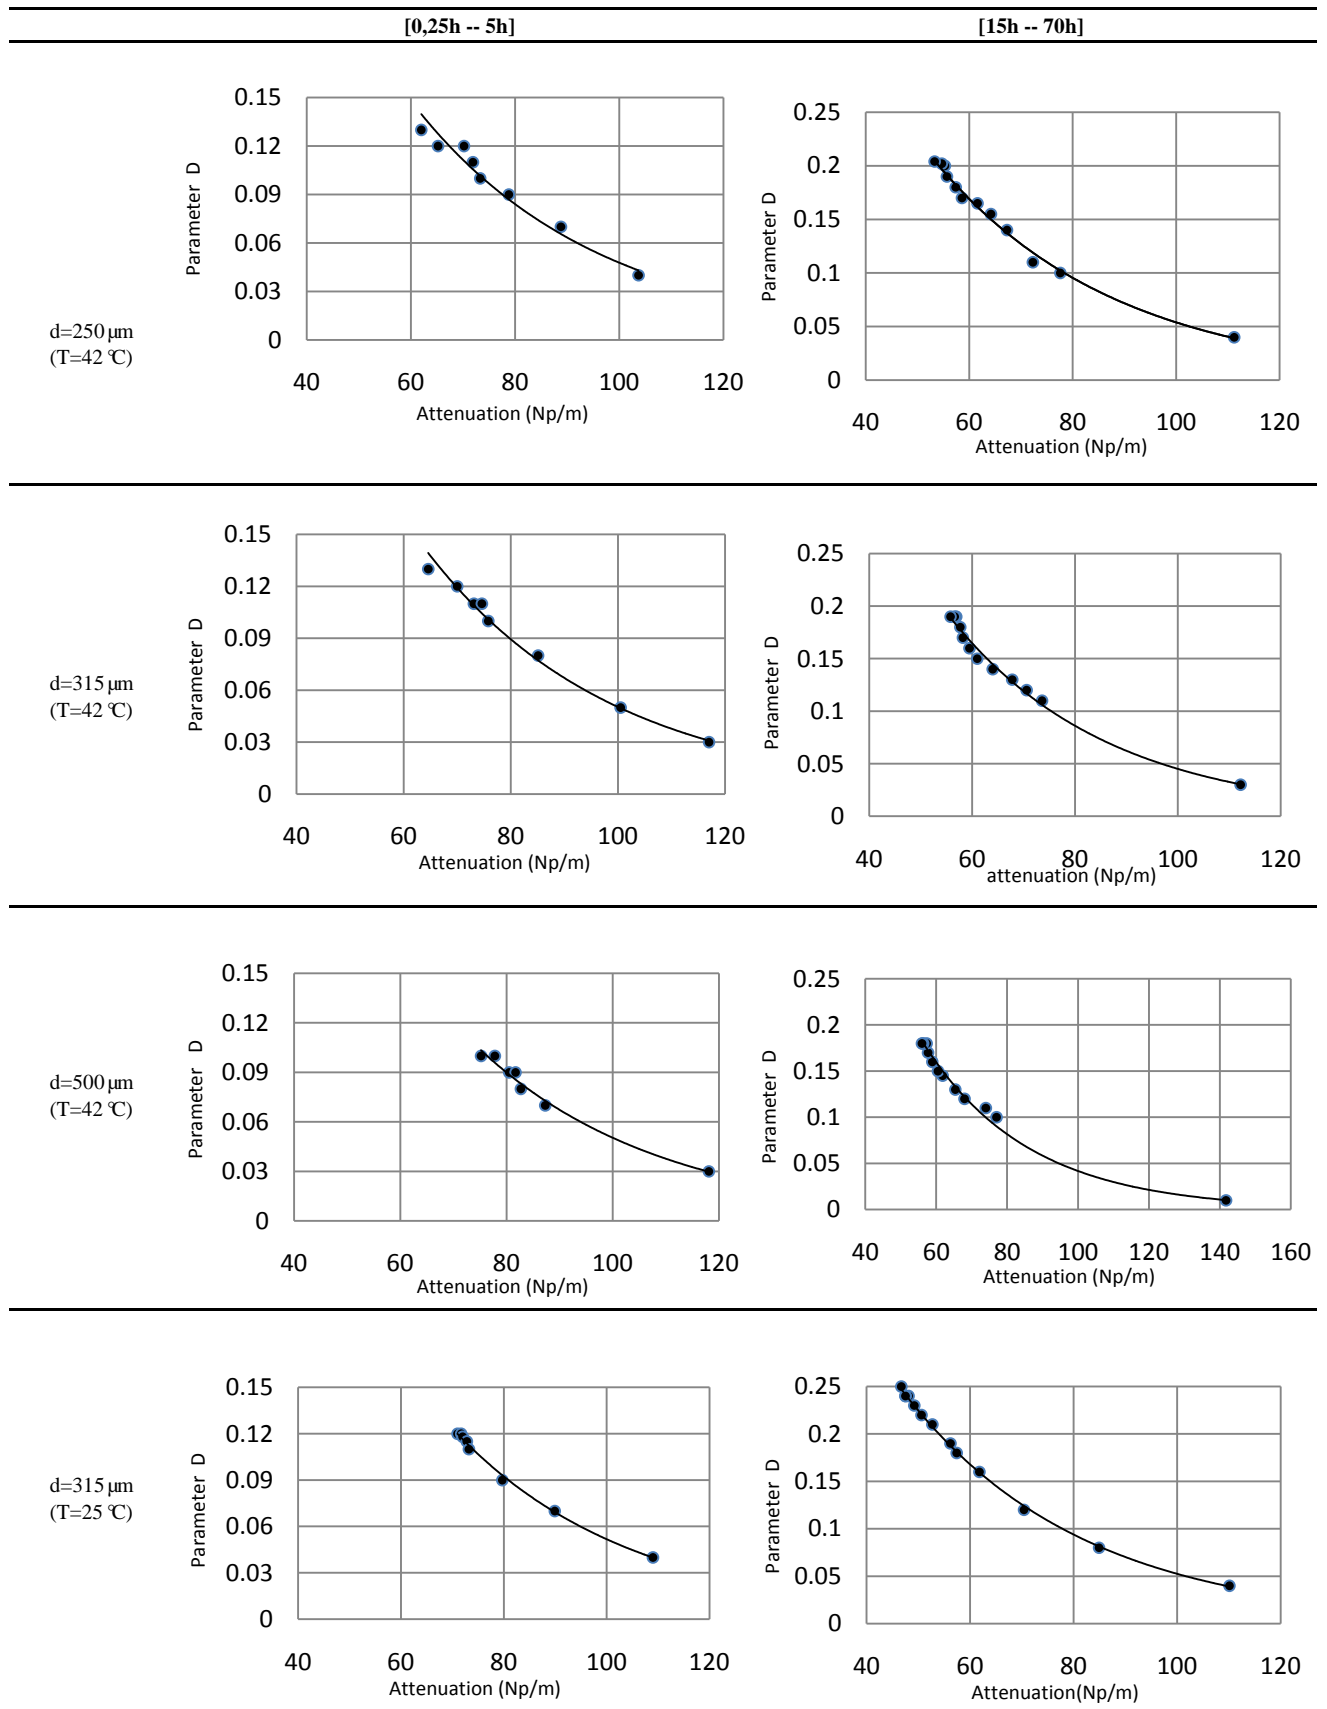 [0,25h -- 5h] [15h -- 70h]
d=250 μm
(T=42 °C)
Parameter D
0.15
0.12
0.09
0.06
0.03
0
40 60 80 100 120
Attenuation (Np/m)
Parameter D
0.25
0.2
0.15
0.1
0.05
0
40 60 80 100 120
Attenuation (Np/m)
d=315 μm
(T=42 °C)
Parameter D
0.15
0.12
0.09
0.06
0.03
0
40 60 80 100 120
Attenuation (Np/m)
Parameter D
0.25
0.2
0.15
0.1
0.05
0
40 60 80 100 120
attenuation (Np/m)
d=500 μm
(T=42 °C)
Parameter D
0.15
0.12
0.09
0.06
0.03
0
40 60 80 100 120
Attenuation (Np/m)
Parameter D
0.25
0.2
0.15
0.1
0.05
0
40 60 80 100 120 140 160
Attenuation (Np/m)
d=315 μm
(T=25 °C)
Parameter D
0.15
0.12
0.09
0.06
0.03
0
40 60 80 100 120
Attenuation (Np/m)
Parameter D
0.25
0.2
0.15
0.1
0.05
0
40 60 80 100 120
Attenuation(Np/m)